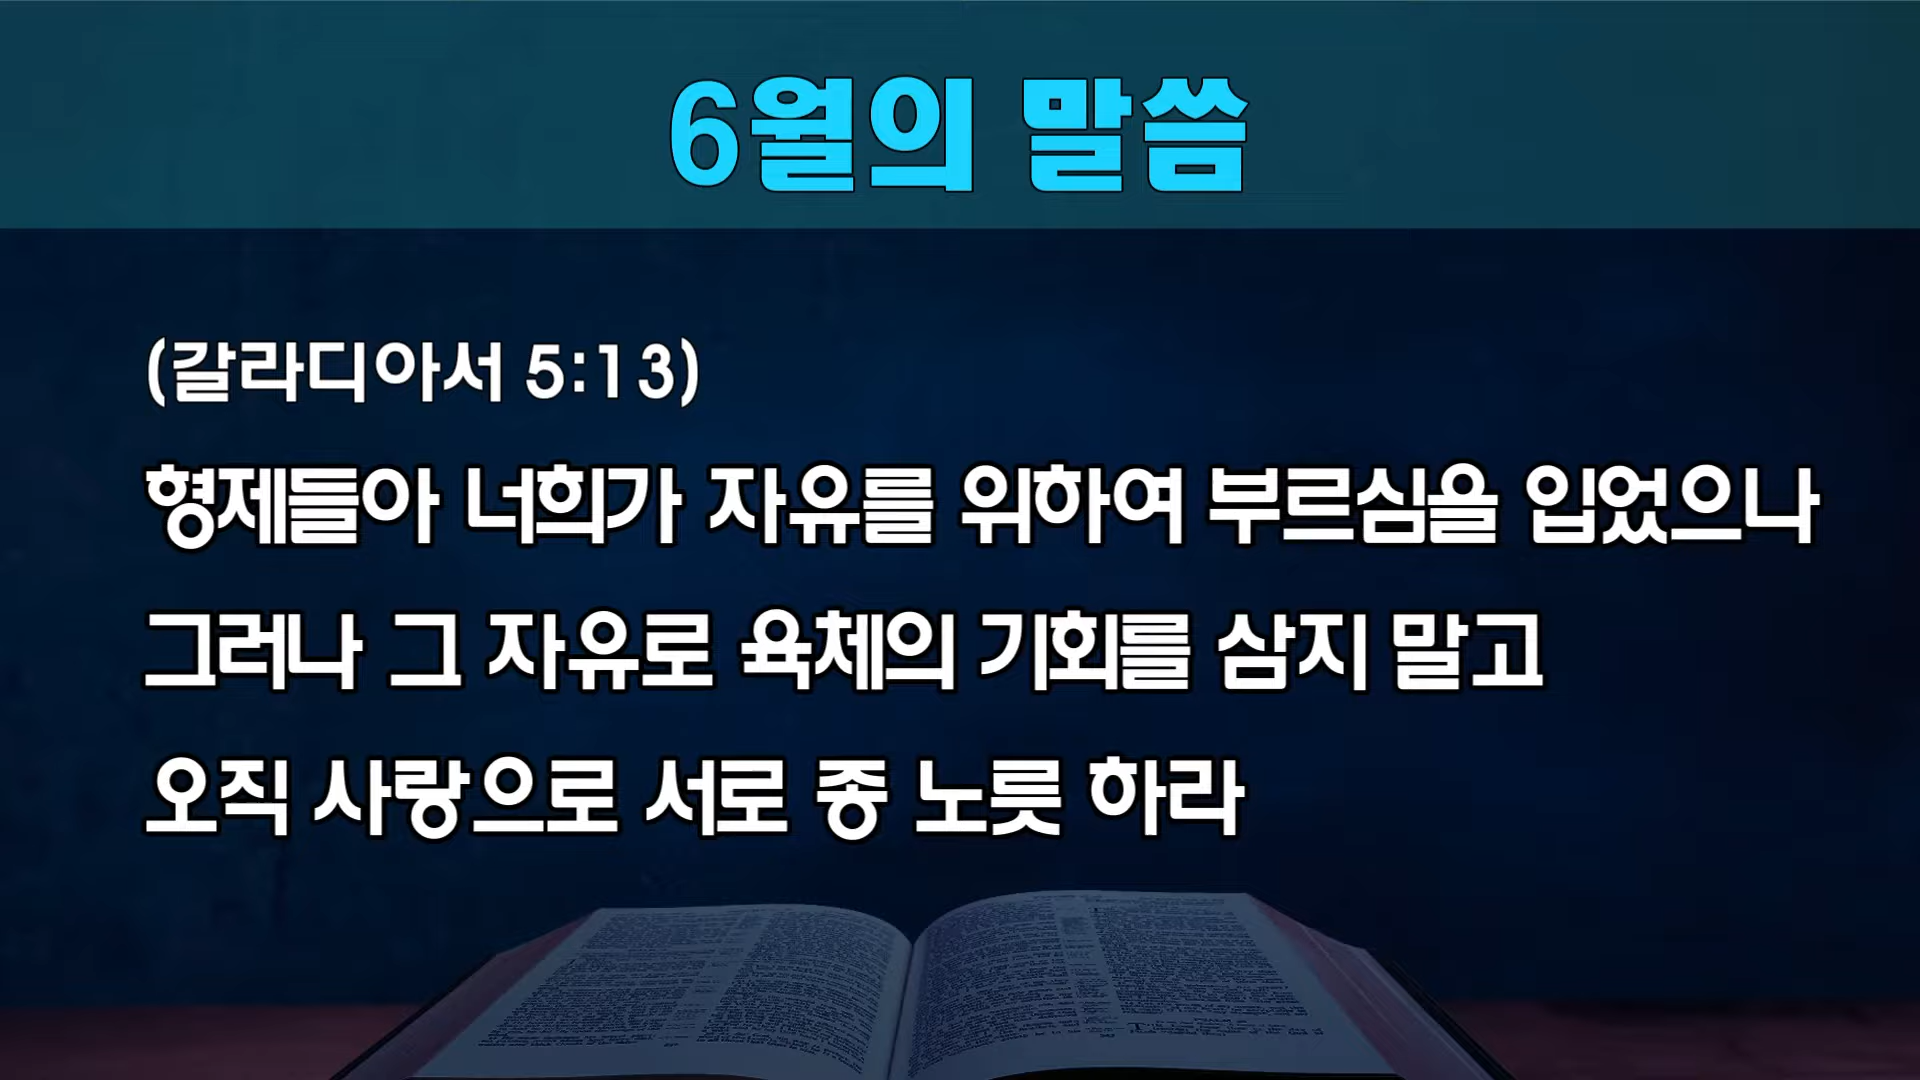 6월의 말씀
(갈라디아서 5:13)
형제들아 너희가 자유를 위하여 부르심을 입었으나
그러나 그 자유로 육체의 기회를 삼지 말고
오직 사랑으로 서로 종 노릇 하라